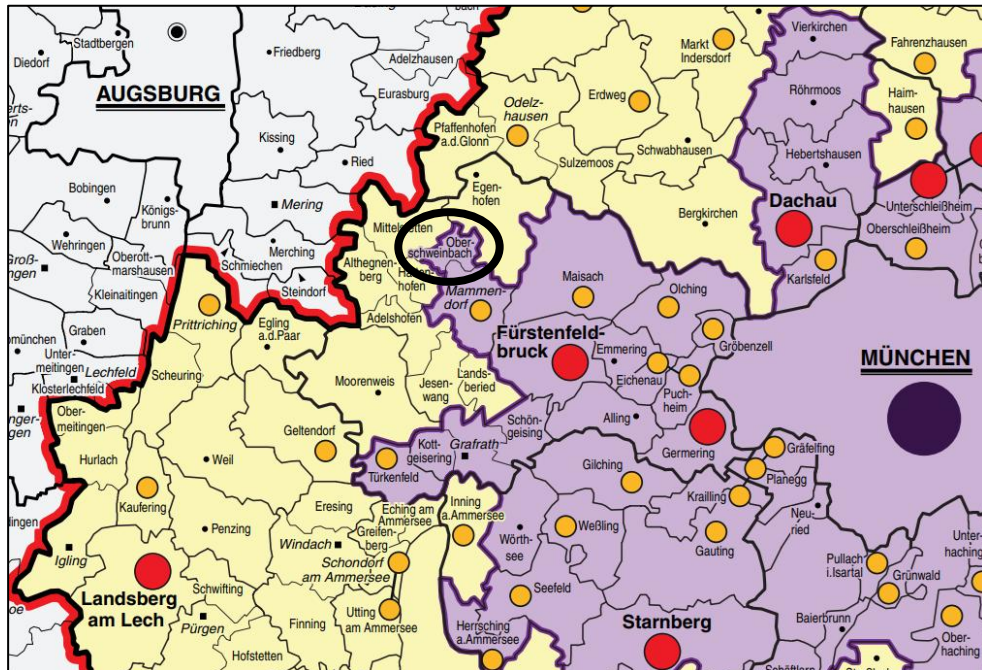 Stadtbergen
Diedorf
Friedberg
bach
Adelzhausen
AUGSBURG
Eurasburg
Kissing
Ried
Mering
Bobingen
Königs-
brunn
Wehringen
Groß-
ingen
Oberott-
marshausen
Kleinaitingen
Merching
Schmiechen
Steindorf
Graben
omünchen
Unter-
meitingen
Lechfeld
Klosterlechfeld
Prittriching
Scheuring
Egling
a.d.Paar
Ober-
meitingen
Hurlach
Kaufering
Weil
Geltendorf
Penzing
Igling
Landsberg
am Lech
Schwifting
Pürgen
Hofstetten
Finning
Windach
Eresing
Greifen-
berg
Eching am
Ammersee
Schondorf
am Ammersee
Utting
am Ammersee
Inning
a.Ammersee
Herrsching
a.Ammersee
Markt
Indersdorf
Erdweg
Odelz-
hausen
Pfaffenhofen
a.d.Glonn
Sulzemoos
Schwabhausen
Egen-
hofen
Bergkirchen
Mittelstetten
Ober-
schweinbach
Althegnen-
berg
Hatten-
hofen
Adelshofen
Mammen-
dorf
Moorenweis
Jesen-
wang
Lands-
beried
Türkenfeld
Kott-
geisering
Grafrath
Schön-
geising
Maisach
Olching
Gröbenzell
Fürstenfeld-
bruck
Emmering
Eichenau
Puch-
heim
Alling
Germering
Vierkirchen
Röhrmoos
Hebertshausen
Dachau
Karlsfeld
Fahrenzhausen
Haim-
hausen
Unterschleißheim
Oberschleißheim
MÜNCHEN
Gilching
Gräfelfing
Planegg
Krailling
Gauting
Neu-
ried
Wörth-
see
Weßling
Seefeld
Starnberg
Pullach
i.Isartal
Grünwald
Baierbrunn
Unter-
haching
Ober-
haching
Schäftlarn